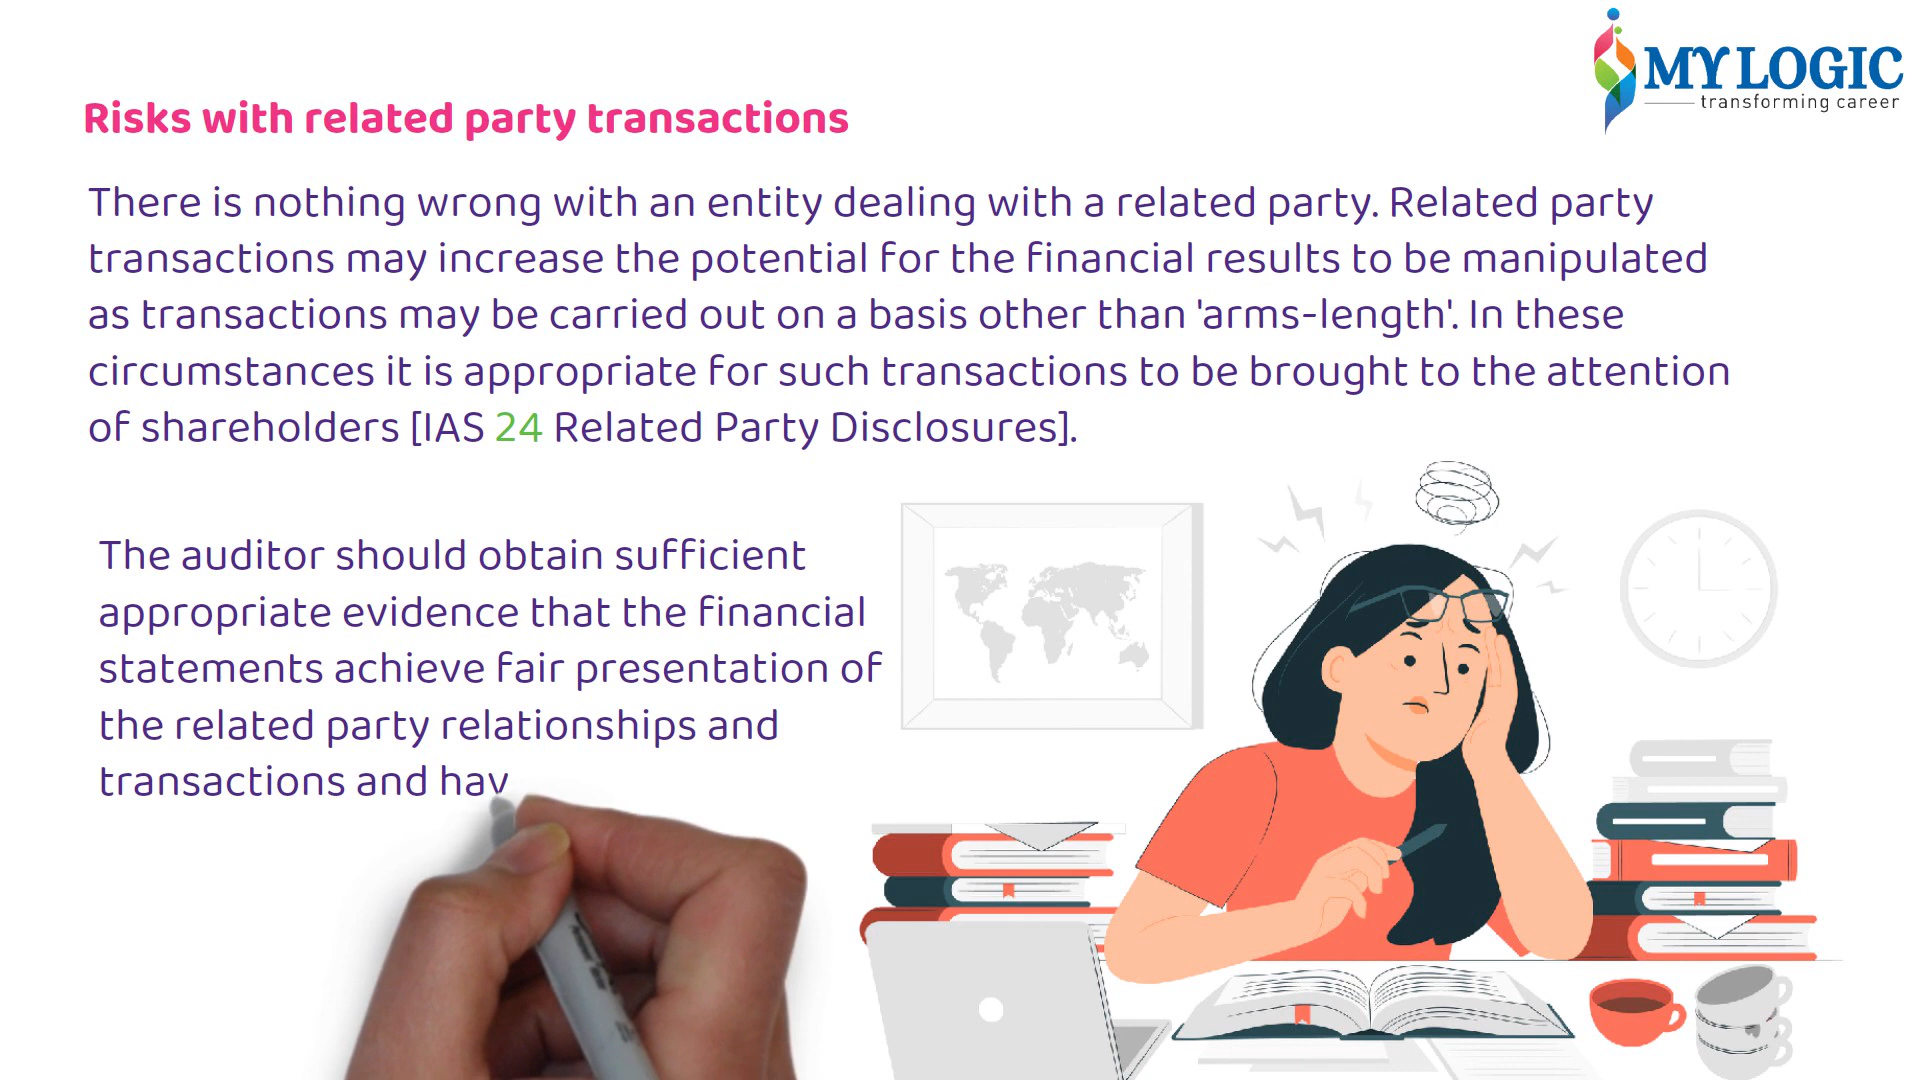 MY LOGIC
transforming career
Risks with related party transactions
There is nothing wrong with an entity dealing with a related party. Related party
transactions may increase the potential for the financial results to be manipulated
as transactions may be carried out on a basis other than 'arms-length'. In these
circumstances it is appropriate for such transactions to be brought to the attention
of shareholders [IAS 24 Related Party Disclosures].
The auditor should obtain sufficient
appropriate evidence that the financial
statements achieve fair presentation of
the related party relationships and
transactions and hav